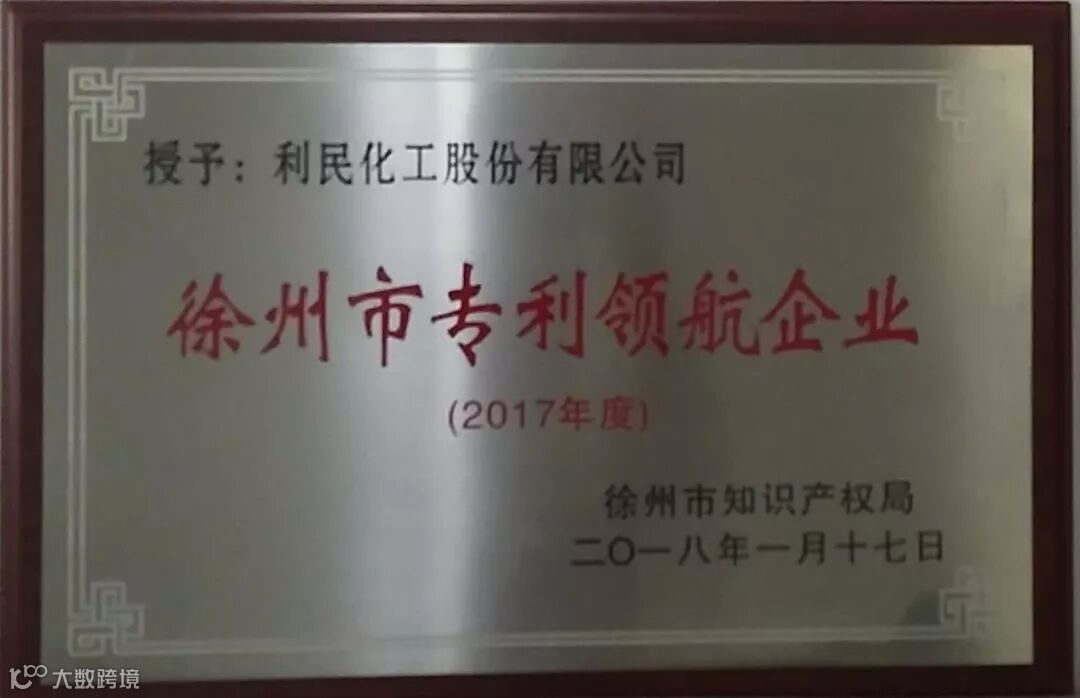 授予：利民化工股份有限公司
徐州市专利领航企业
(2017年度)
徐州市知识产权局
二〇一八年一月十七日
大数跨境